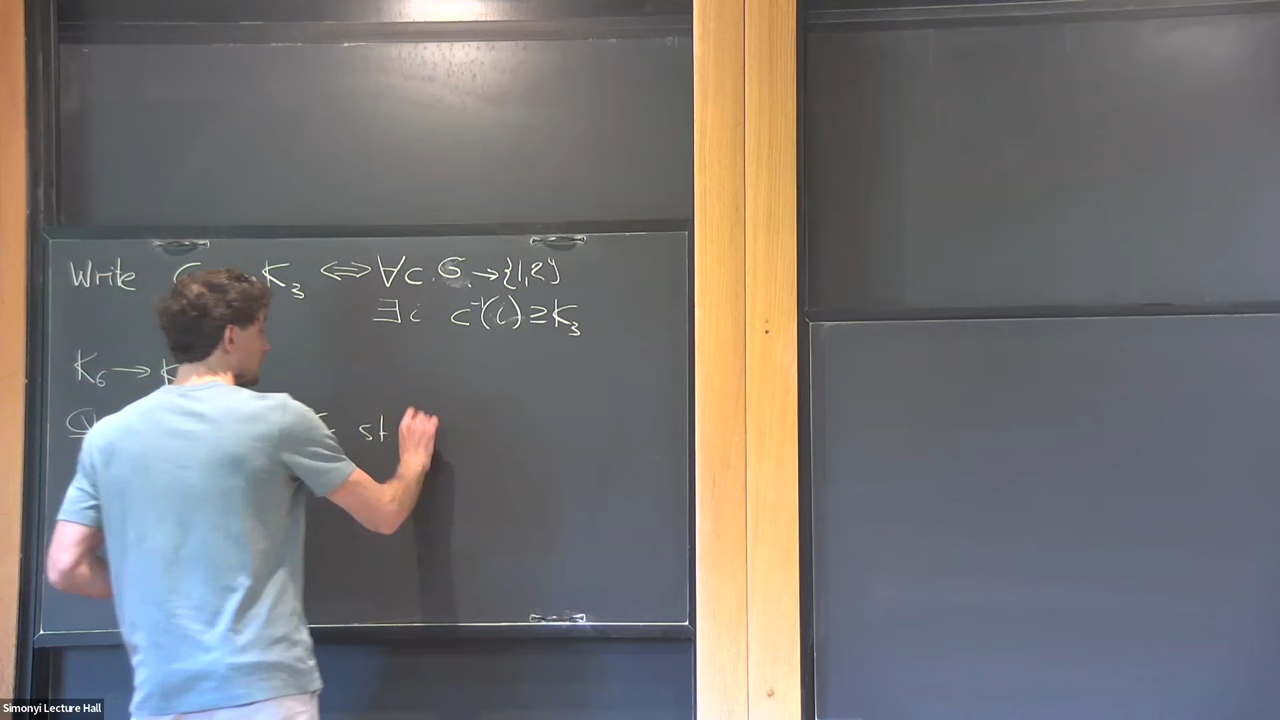 Write K₃ ⟺ ∀c: G → {1,2}
∃i c⁻¹(i) ≥ K₃
K₆ → K
st
Simonyi Lecture Hall